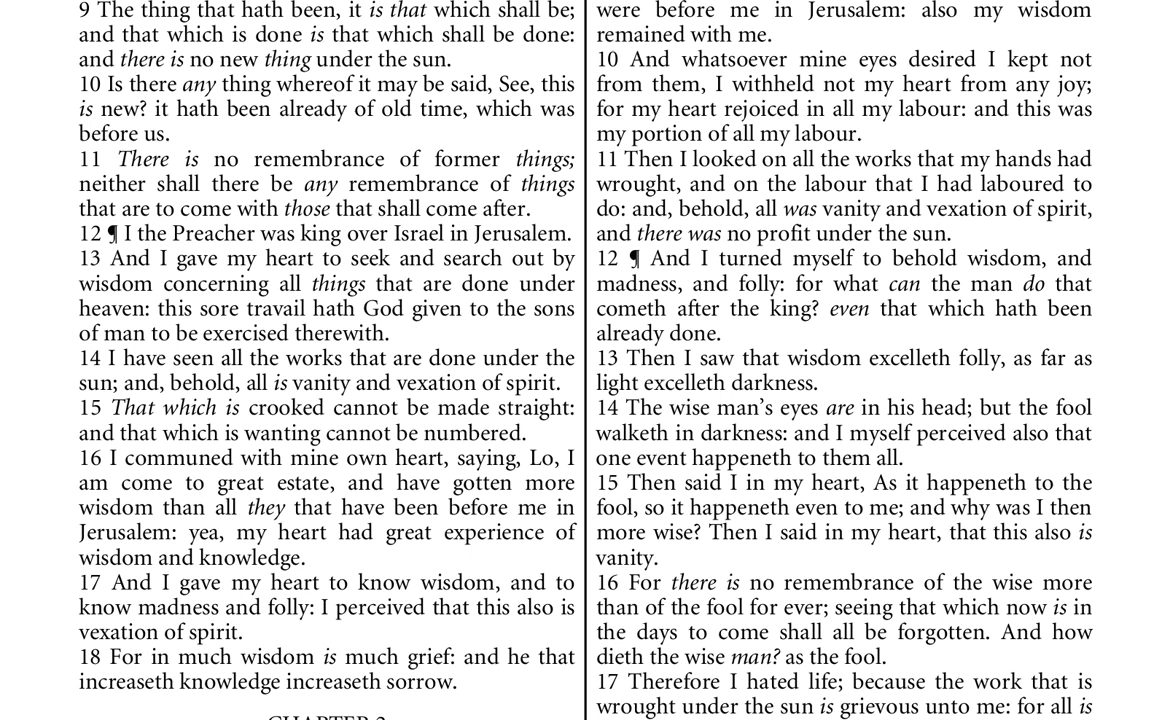 9 The thing that hath been, it is that which shall be;
and that which is done is that which shall be done:
and there is no new thing under the sun.
10 Is there any thing whereof it may be said, See, this
is new? it hath been already of old time, which was
before us.
11 There is no remembrance of former things;
neither shall there be any remembrance of things
that are to come with those that shall come after.
12 ¶ I the Preacher was king over Israel in Jerusalem.
13 And I gave my heart to seek and search out by
wisdom concerning all things that are done under
heaven: this sore travail hath God given to the sons
of man to be exercised therewith.
14 I have seen all the works that are done under the
sun; and, behold, all is vanity and vexation of spirit.
15 That which is crooked cannot be made straight:
and that which is wanting cannot be numbered.
16 I communed with mine own heart, saying, Lo, I
am come to great estate, and have gotten more
wisdom than all they that have been before me in
Jerusalem: yea, my heart had great experience of
wisdom and knowledge.
17 And I gave my heart to know wisdom, and to
know madness and folly: I perceived that this also is
vexation of spirit.
18 For in much wisdom is much grief: and he that
increaseth knowledge increaseth sorrow.
CHAPTER 2
were before me in Jerusalem: also my wisdom
remained with me.
10 And whatsoever mine eyes desired I kept not
from them, I withheld not my heart from any joy;
for my heart rejoiced in all my labour: and this was
my portion of all my labour.
11 Then I looked on all the works that my hands had
wrought, and on the labour that I had laboured to
do: and, behold, all was vanity and vexation of spirit,
and there was no profit under the sun.
12 ¶ And I turned myself to behold wisdom, and
madness, and folly: for what can the man do that
cometh after the king? even that which hath been
already done.
13 Then I saw that wisdom excelleth folly, as far as
light excelleth darkness.
14 The wise man’s eyes are in his head; but the fool
walketh in darkness: and I myself perceived also that
one event happeneth to them all.
15 Then said I in my heart, As it happeneth to the
fool, so it happeneth even to me; and why was I then
more wise? Then I said in my heart, that this also is
vanity.
16 For there is no remembrance of the wise more
than of the fool for ever; seeing that which now is in
the days to come shall all be forgotten. And how
dieth the wise man? as the fool.
17 Therefore I hated life; because the work that is
wrought under the sun is grievous unto me: for all is